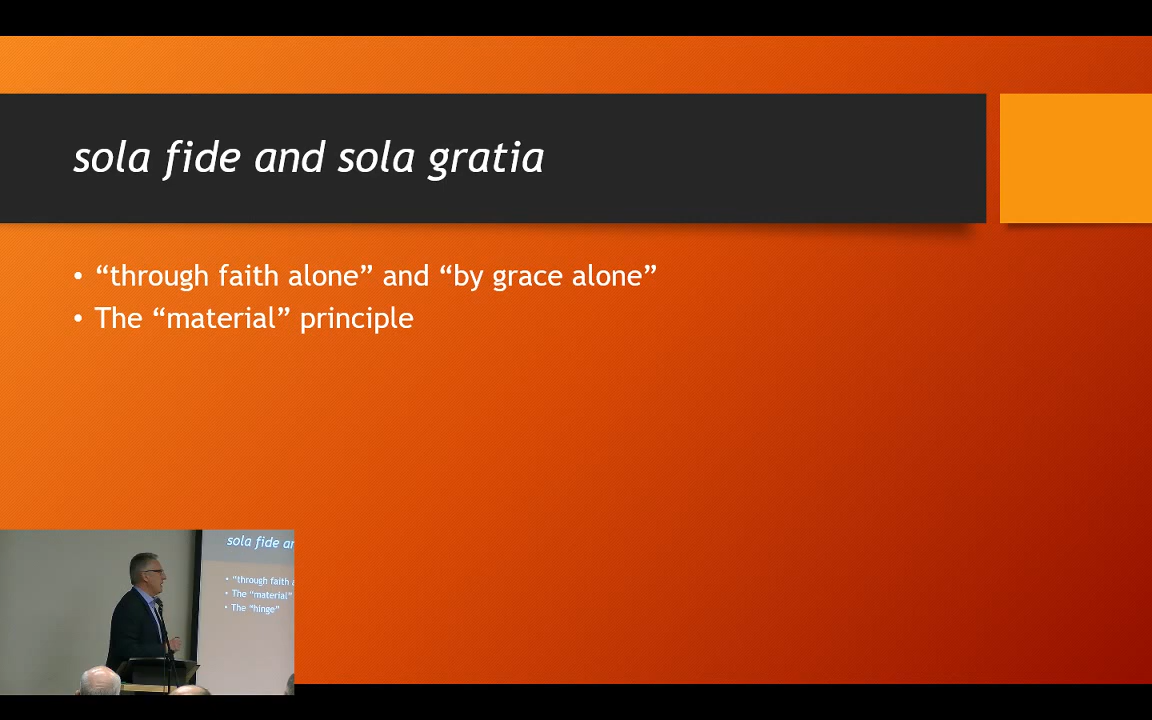 sola fide and sola gratia
• “through faith alone” and “by grace alone”
• The “material” principle
sola fide an
• “through faith
• The “material”
• The “hinge”